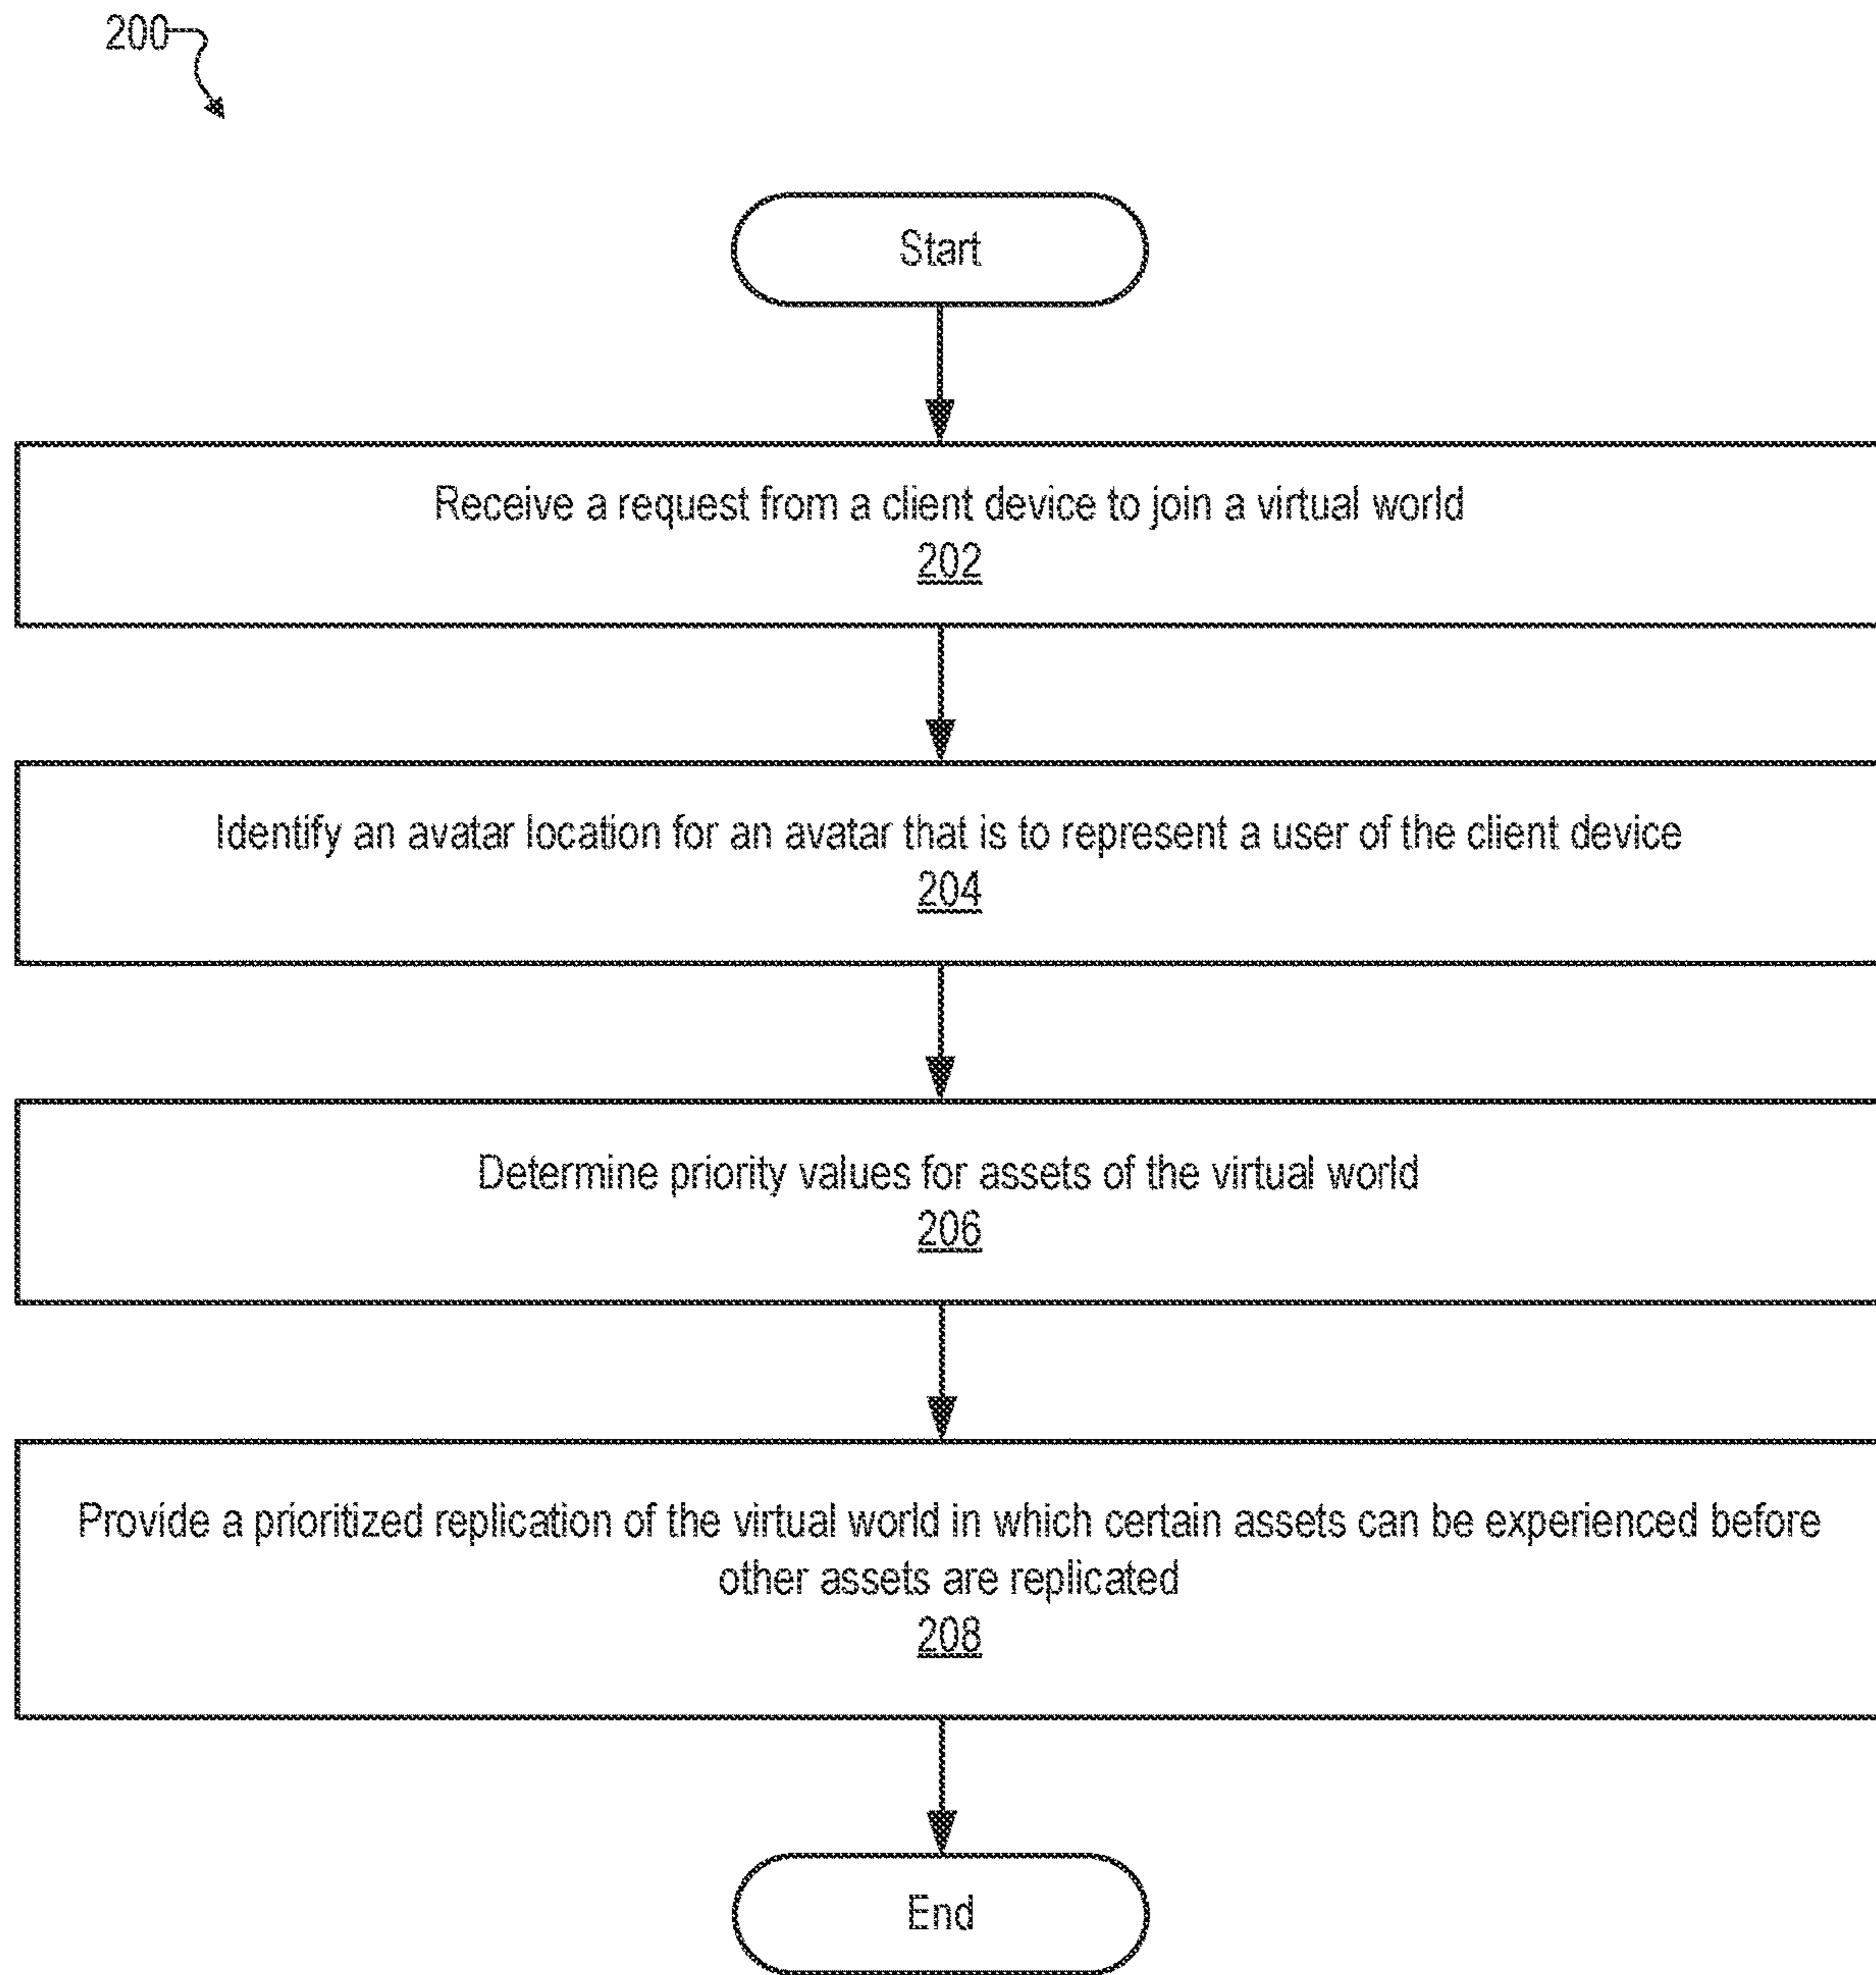 200
Start
Receive a request from a client device to join a virtual world
202
Identify an avatar location for an avatar that is to represent a user of the client device
204
Determine priority values for assets of the virtual world
206
Provide a prioritized replication of the virtual world in which certain assets can be experienced before
other assets are replicated
208
End